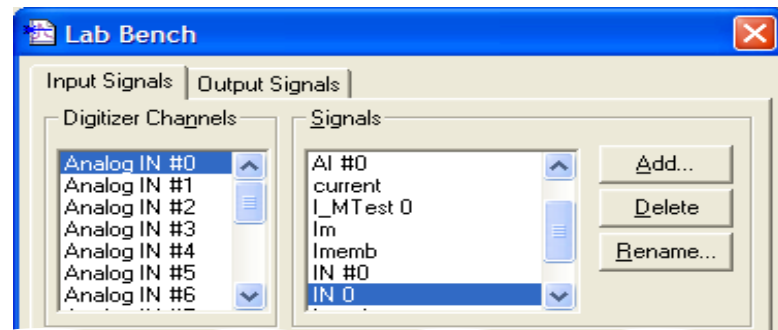 Lab Bench
Input Signals Output Signals
Digitizer Channels
Analog IN #0
Analog IN #1
Analog IN #2
Analog IN #3
Analog IN #4
Analog IN #5
Analog IN #6
Signals
AI #0
current
I_MTest 0
Im
Imemb
IN #0
IN 0
Add...
Delete
Rename...